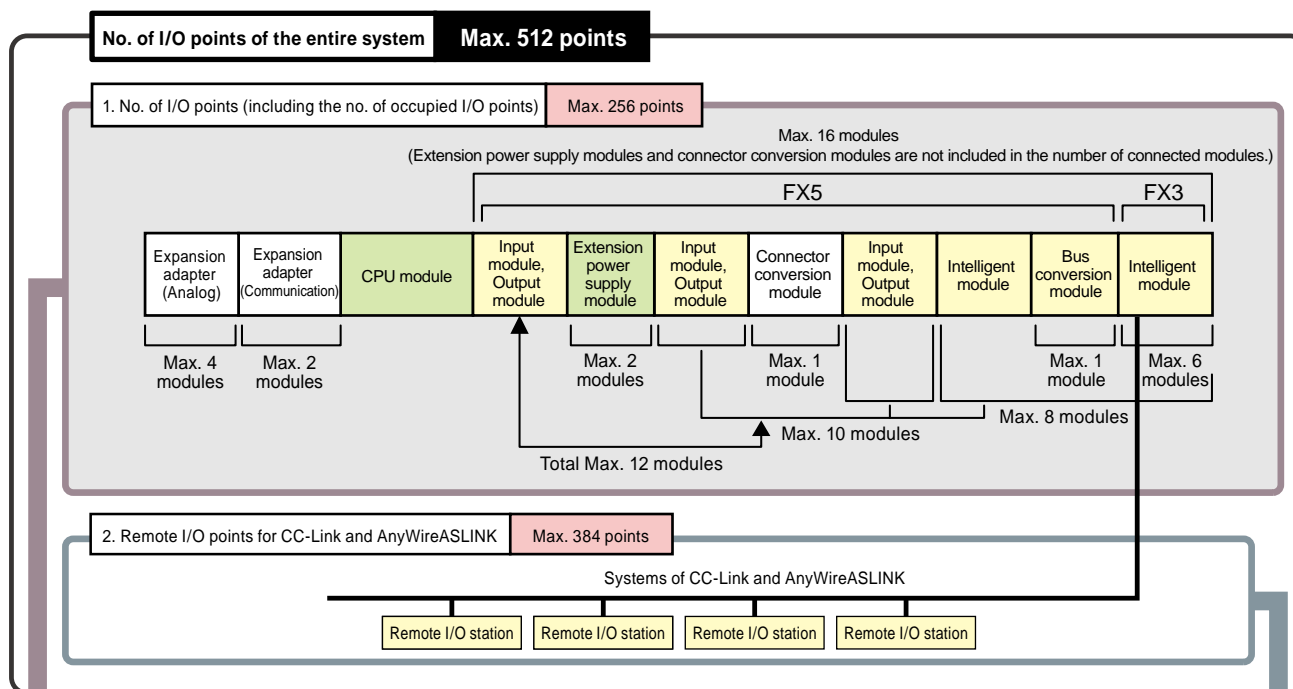 No. of I/O points of the entire system
Max. 512 points
1. No. of I/O points (including the no. of occupied I/O points)
Max. 256 points
Max. 16 modules
(Extension power supply modules and connector conversion modules are not included in the number of connected modules.)
FX5
FX3
Expansion
adapter
(Analog)
Expansion
adapter
(Communication)
CPU module
Input
module,
Output
module
Extension
power
supply
module
Input
module,
Output
module
Connector
conversion
module
Input
module,
Output
module
Intelligent
module
Bus
conversion
module
Intelligent
module
Max. 4
modules
Max. 2
modules
Max. 2
modules
Max. 1
module
Max. 1
module
Max. 6
modules
Max. 8 modules
Max. 10 modules
Total Max. 12 modules
2. Remote I/O points for CC-Link and AnyWireASLINK
Max. 384 points
Systems of CC-Link and AnyWireASLINK
Remote I/O station
Remote I/O station
Remote I/O station
Remote I/O station